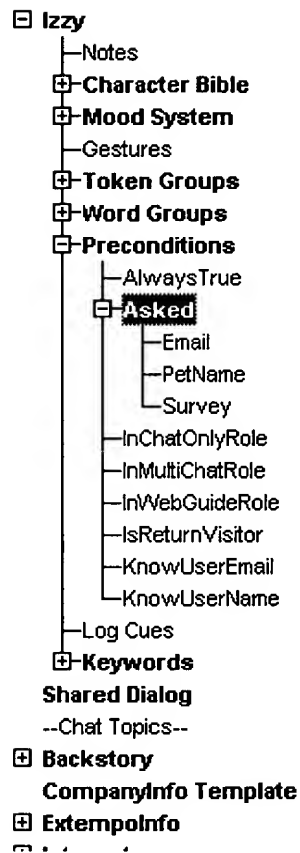 Izzy
Notes
Character Bible
Mood System
Gestures
Token Groups
Word Groups
Preconditions
AlwaysTrue
Asked
Email
PetName
Survey
InChatOnlyRole
InMultiChatRole
InWebGuideRole
IsReturnVisitor
KnowUserEmail
KnowUserName
Log Cues
Keywords
Shared Dialog
--Chat Topics--
Backstory
CompanyInfo Template
ExtempoInfo